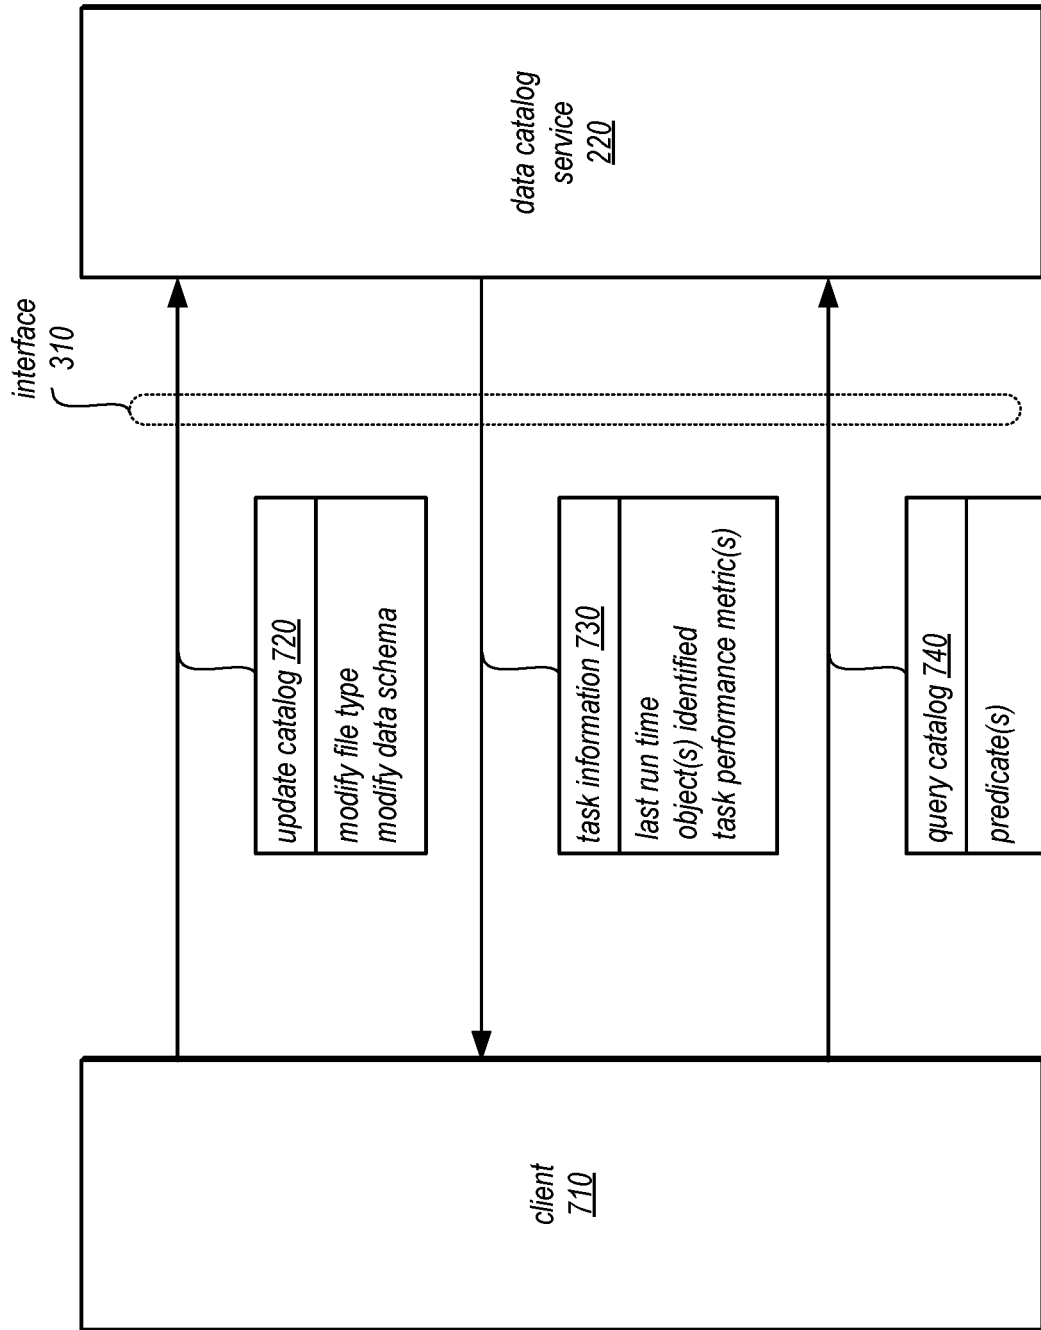 interface
310
client
710
update catalog 720
modify file type
modify data schema
task information 730
last run time
object(s) identified
task performance metric(s)
query catalog 740
predicate(s)
data catalog
service
220